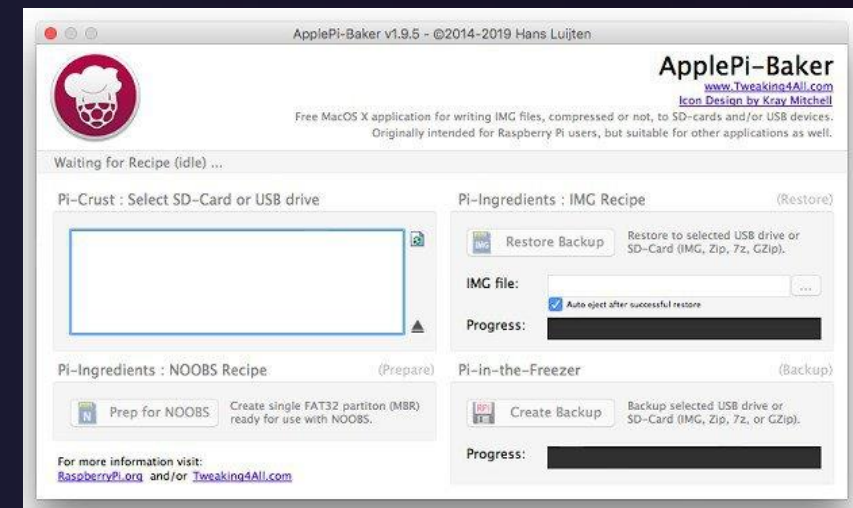 ApplePi-Baker v1.9.5 - ©2014-2019 Hans Luijten
ApplePi-Baker
www.Tweaking4All.com
Icon Design by Kray Mitchell
Free MacOS X application for writing IMG files, compressed or not, to SD-cards and/or USB devices.
Originally intended for Raspberry Pi users, but suitable for other applications as well.
Waiting for Recipe (idle) ...
Pi-Crust : Select SD-Card or USB drive
Pi-Ingredients : NOOBS Recipe (Prepare)
N
Prep for NOOBS
Create single FAT32 partiton (MBR)
ready for use with NOOBS.
For more information visit:
RaspberryPi.org and/or Tweaking4All.com
Pi-Ingredients : IMG Recipe (Restore)
IMG
Restore Backup
Restore to selected USB drive or
SD-Card (IMG, Zip, 7z, GZip).
IMG file:
...
Auto eject after successful restore
Progress:
Pi-in-the-Freezer (Backup)
RPi
Create Backup
Backup selected USB drive or
SD-Card (IMG, Zip, 7z, or GZip).
Progress: